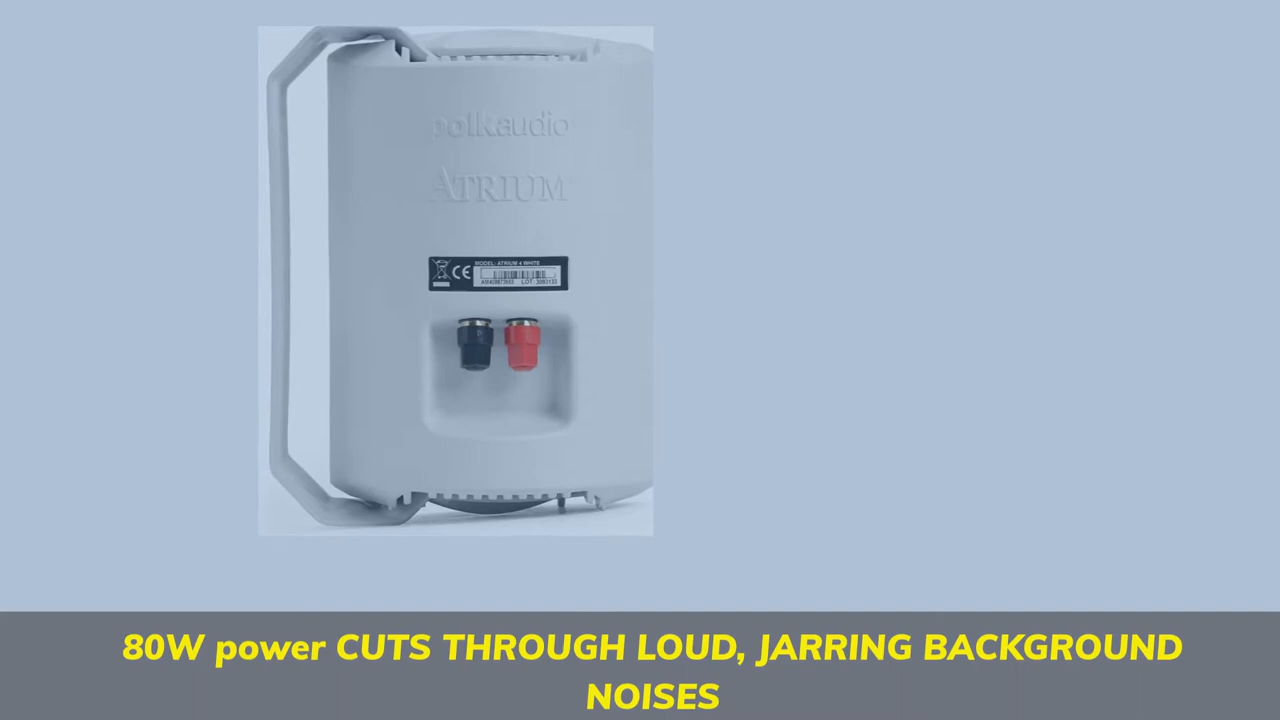 polkaudio
ATRIUM
MODEL: ATRIUM 4 WHITE
CE
80W power CUTS THROUGH LOUD, JARRING BACKGROUND
NOISES